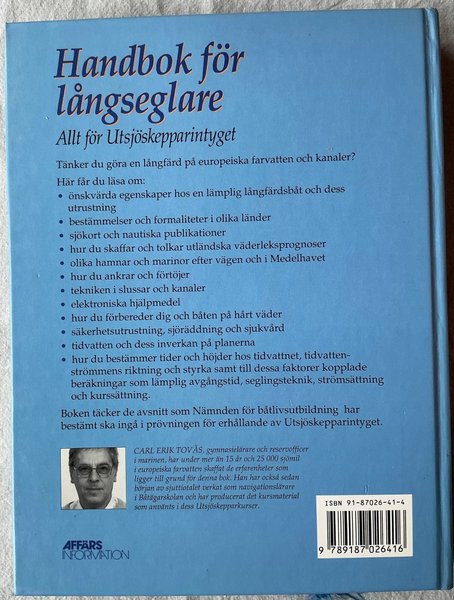 Handbok för
långseglare
Allt för Utsjöskepparintyget
Tänker du göra en långfärd på europeiska farvatten och kanaler?
Här får du läsa om:
• önskvärda egenskaper hos en lämplig långfärdsbåt och dess
utrustning
• bestämmelser och formaliteter i olika länder
• sjökort och nautiska publikationer
• hur du skaffar och tolkar utländska väderleksprognoser
• olika hamnar och marinor efter vägen och i Medelhavet
• hur du ankrar och förtöjer
• tekniken i slussar och kanaler
• elektroniska hjälpmedel
• hur du förbereder dig och båten på hårt väder
• säkerhetsutrustning, sjöräddning och sjukvård
• tidvatten och dess inverkan på planerna
• hur du bestämmer tider och höjder hos tidvattnet, tidvatten-
strömmens riktning och styrka samt till dessa faktorer kopplade
beräkningar som lämplig avgångstid, seglingsteknik, strömsättning
och kurssättning.
Boken täcker de avsnitt som Nämnden för båtlivsutbildning har
bestämt ska ingå i prövningen för erhållande av Utsjöskepparintyget.
CARL ERIK TOVÅS, gymnasielärare och reservofficer
i marinen, har under mer än 15 år och 25 000 sjömil
i europeiska farvatten skaffat de erfarenheter som
ligger till grund för denna bok. Han har också sedan
början av sjuttiotalet verkat som navigationslärare
i Båtägarskolan och har producerat det kursmaterial
som använts i dess Utsjöskepparkurser.
AFFÄRS
INFORMATION
ISBN 91-87026-41-4
9 789187 026416